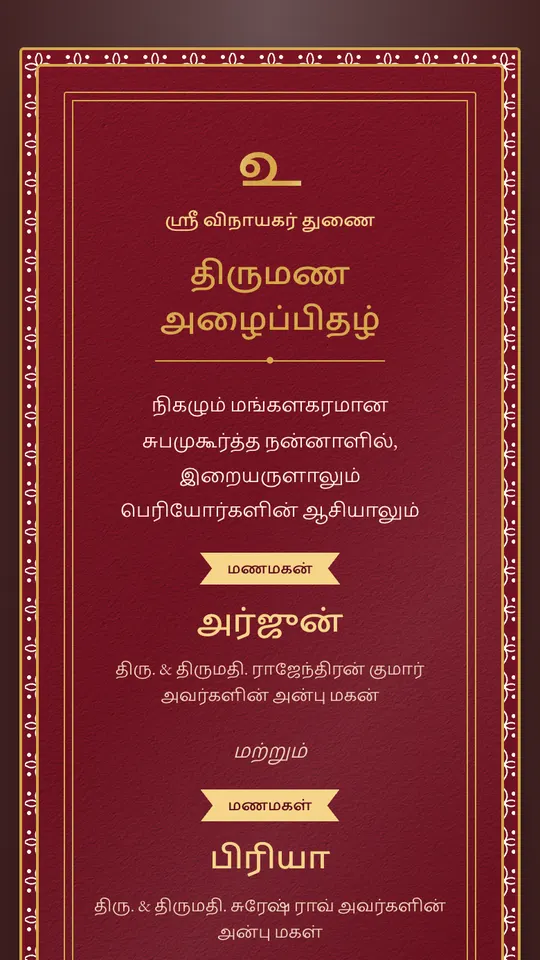 உ
ஸ்ரீ விநாயகர் துணை
திருமண
அழைப்பிதழ்
நிகழும் மங்களகரமான
சுபமுகூர்த்த நன்னாளில்,
இறையருளாலும்
பெரியோர்களின் ஆசியாலும்
மணமகன்
அர்ஜுன்
திரு. & திருமதி. ராஜேந்திரன் குமார்
அவர்களின் அன்பு மகன்
மற்றும்
மணமகள்
பிரியா
திரு. & திருமதி. சுரேஷ் ராவ் அவர்களின்
அன்பு மகள்